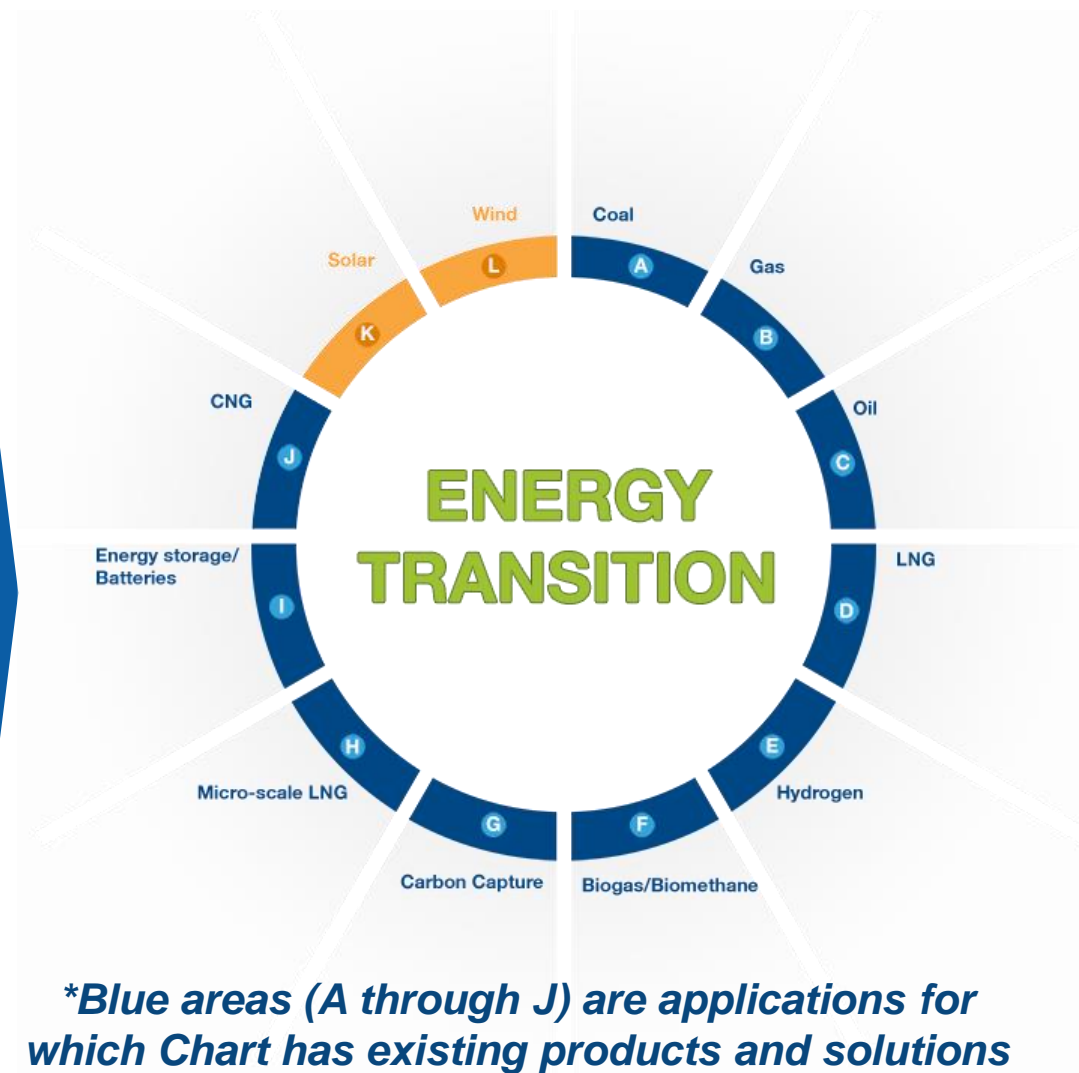 Wind
Coal
Solar
L
A
Gas
K
B
CNG
Oil
J
C
ENERGY
TRANSITION
Energy storage/
Batteries
LNG
I
D
H
E
Micro-scale LNG
Hydrogen
G
F
Carbon Capture
Biogas/Biomethane
*Blue areas (A through J) are applications for
which Chart has existing products and solutions